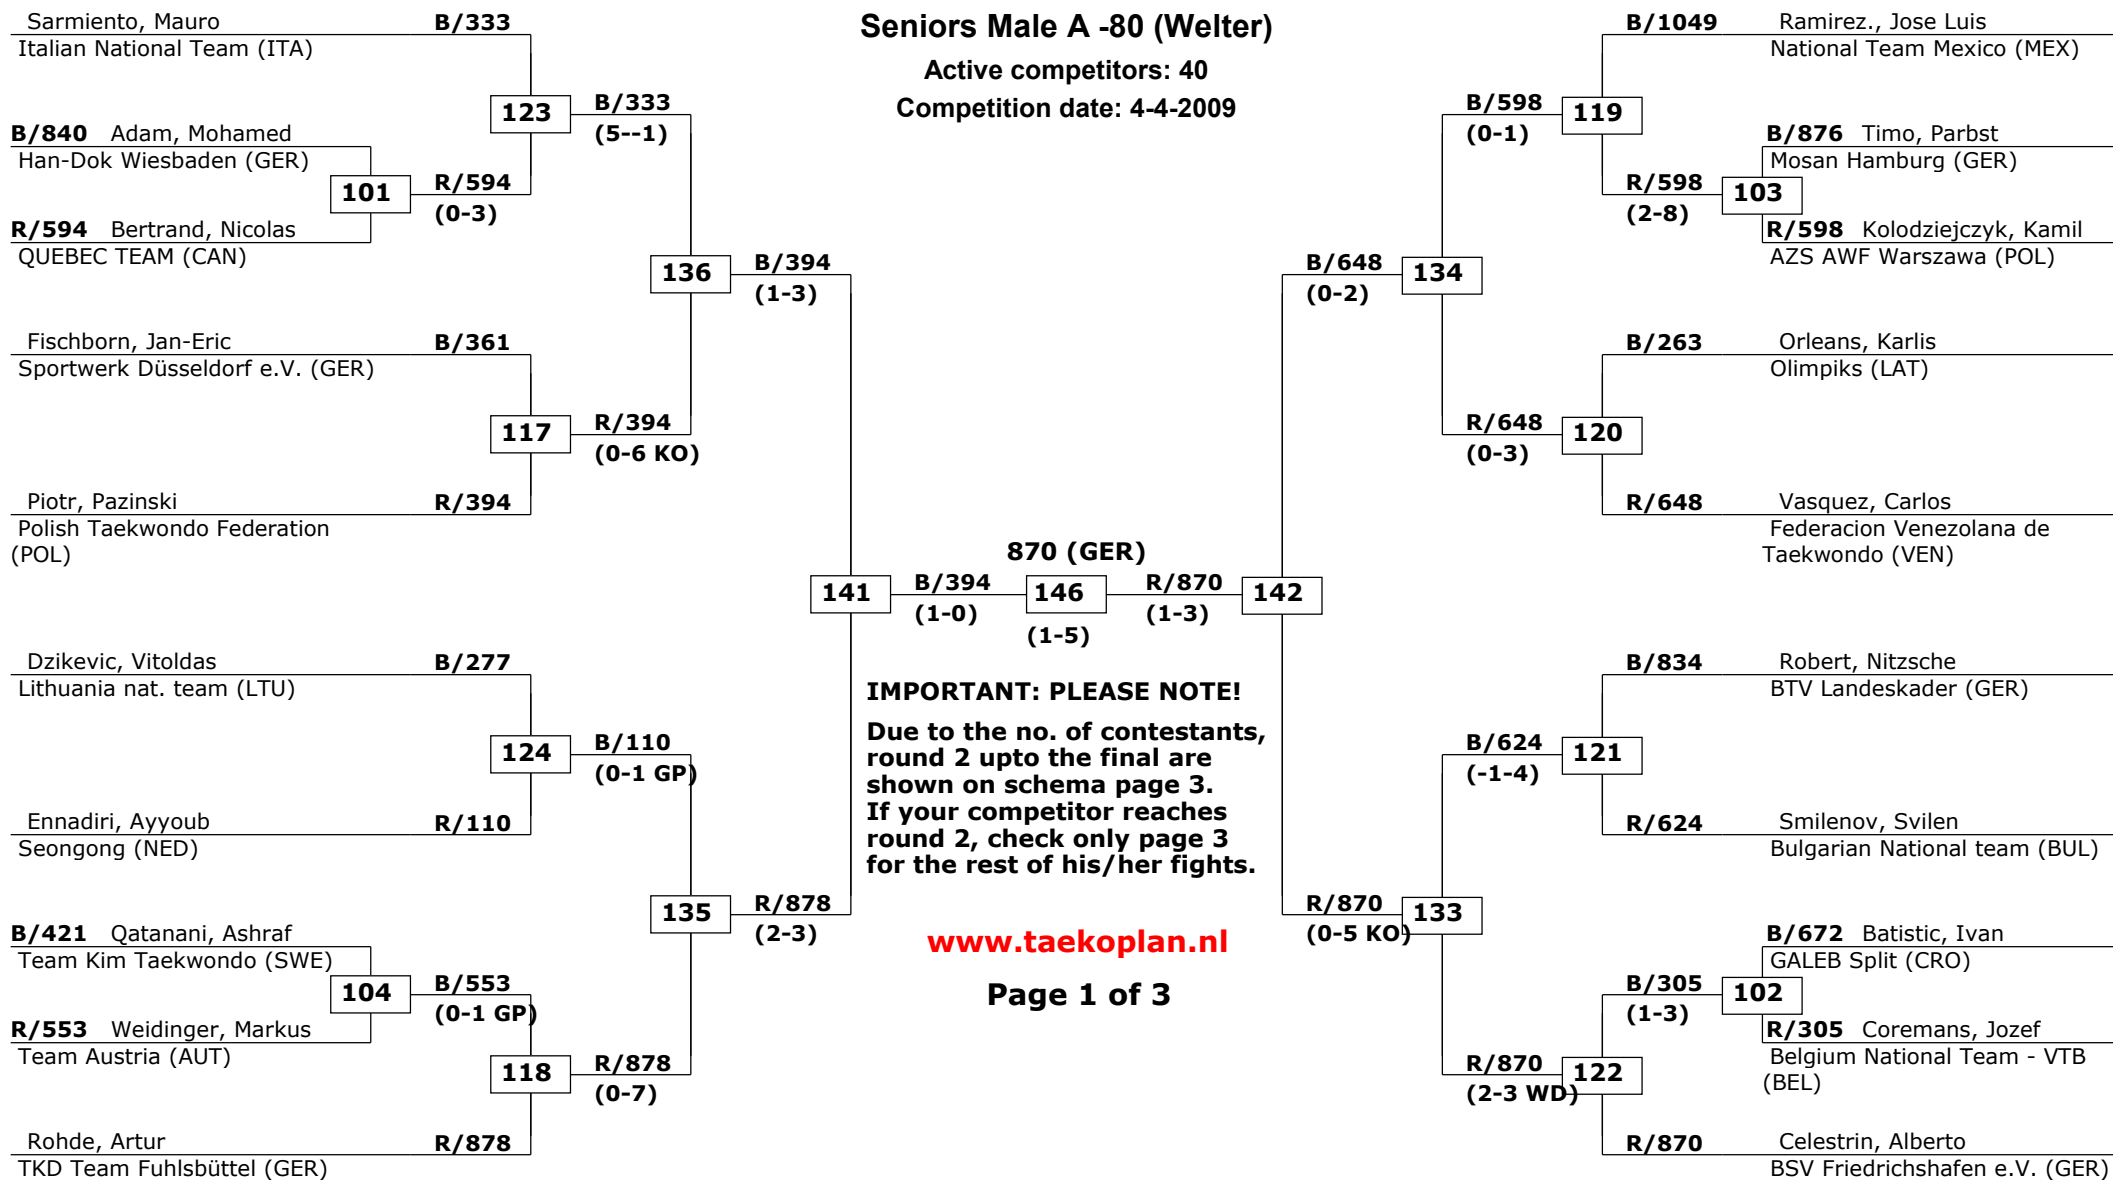 Seniors Male A -80 (Welter)
Active competitors: 40
Competition date: 4-4-2009
Sarmiento, Mauro B/333
Italian National Team (ITA)
123
B/333
(5--1)
B/840 Adam, Mohamed
Han-Dok Wiesbaden (GER)
101
R/594
(0-3)
R/594 Bertrand, Nicolas
QUEBEC TEAM (CAN)
136
B/394
(1-3)
Fischborn, Jan-Eric B/361
Sportwerk Düsseldorf e.V. (GER)
117
R/394
(0-6 KO)
Piotr, Pazinski R/394
Polish Taekwondo Federation
(POL)
141
B/394
(1-0)
Dzikevic, Vitoldas B/277
Lithuania nat. team (LTU)
124
B/110
(0-1 GP)
Ennadiri, Ayyoub R/110
Seongong (NED)
135
R/878
(2-3)
B/421 Qatanani, Ashraf
Team Kim Taekwondo (SWE)
104
B/553
(0-1 GP)
R/553 Weidinger, Markus
Team Austria (AUT)
118
R/878
(0-7)
Rohde, Artur R/878
TKD Team Fuhlsbüttel (GER)
870 (GER)
146
(1-5)
IMPORTANT: PLEASE NOTE!
Due to the no. of contestants,
round 2 upto the final are
shown on schema page 3.
If your competitor reaches
round 2, check only page 3
for the rest of his/her fights.
www.taekoplan.nl
Page 1 of 3
B/1049 Ramirez., Jose Luis
National Team Mexico (MEX)
B/598
(0-1)
119
B/876 Timo, Parbst
Mosan Hamburg (GER)
R/598
(2-8)
103
R/598 Kolodziejczyk, Kamil
AZS AWF Warszawa (POL)
B/648
(0-2)
134
B/263 Orleans, Karlis
Olimpiks (LAT)
R/648
(0-3)
120
R/648 Vasquez, Carlos
Federacion Venezolana de
Taekwondo (VEN)
R/870
(1-3)
142
B/834 Robert, Nitzsche
BTV Landeskader (GER)
B/624
(-1-4)
121
R/624 Smilenov, Svilen
Bulgarian National team (BUL)
R/870
(0-5 KO)
133
B/672 Batistic, Ivan
GALEB Split (CRO)
B/305
(1-3)
102
R/305 Coremans, Jozef
Belgium National Team - VTB
(BEL)
R/870
(2-3 WD)
122
R/870 Celestrin, Alberto
BSV Friedrichshafen e.V. (GER)